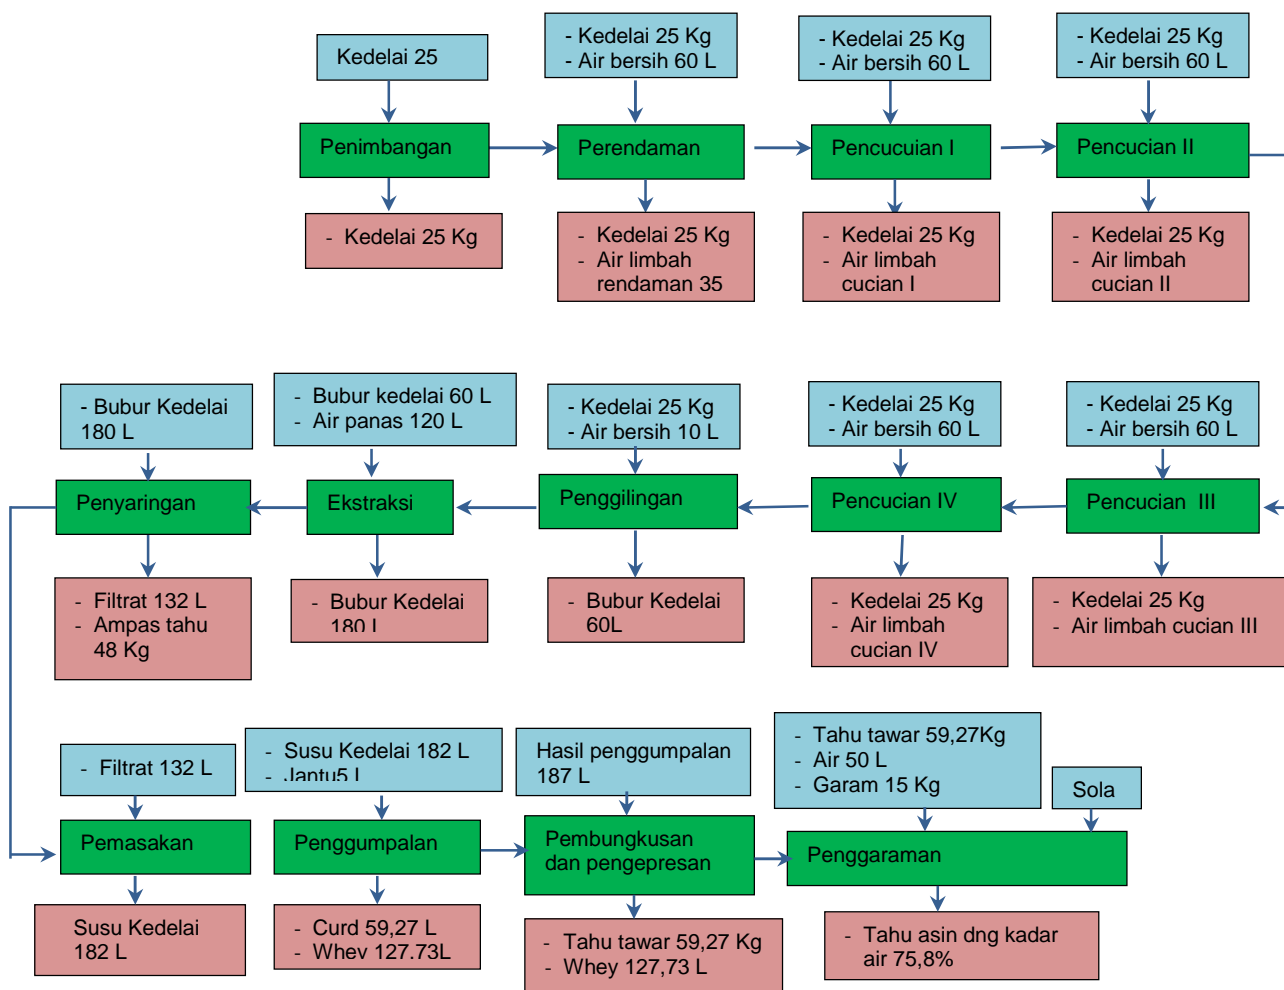 Kedelai 25
- Kedelai 25 Kg
- Air bersih 60 L
- Kedelai 25 Kg
- Air bersih 60 L
- Kedelai 25 Kg
- Air bersih 60 L
Penimbangan
Perendaman
Pencucuian I
Pencucian II
- Kedelai 25 Kg
- Kedelai 25 Kg
- Air limbah
rendaman 35
- Kedelai 25 Kg
- Air limbah
cucian I
- Kedelai 25 Kg
- Air limbah
cucian II
- Bubur Kedelai
180 L
- Bubur kedelai 60 L
- Air panas 120 L
- Kedelai 25 Kg
- Air bersih 10 L
- Kedelai 25 Kg
- Air bersih 60 L
- Kedelai 25 Kg
- Air bersih 60 L
Penyaringan
Ekstraksi
Penggilingan
Pencucian IV
Pencucian III
- Filtrat 132 L
- Ampas tahu
48 Kg
- Bubur Kedelai
180 L
- Bubur Kedelai
60L
- Kedelai 25 Kg
- Air limbah
cucian IV
- Kedelai 25 Kg
- Air limbah cucian III
- Filtrat 132 L
- Susu Kedelai 182 L
- Jantu5 L
Hasil penggumpalan
187 L
- Tahu tawar 59,27Kg
- Air 50 L
- Garam 15 Kg
Sola
Pemasakan
Penggumpalan
Pembungkusan
dan pengepresan
Penggaraman
Susu Kedelai
182 L
- Curd 59,27 L
- Whey 127.73L
- Tahu tawar 59,27 Kg
- Whey 127,73 L
- Tahu asin dng kadar
air 75,8%